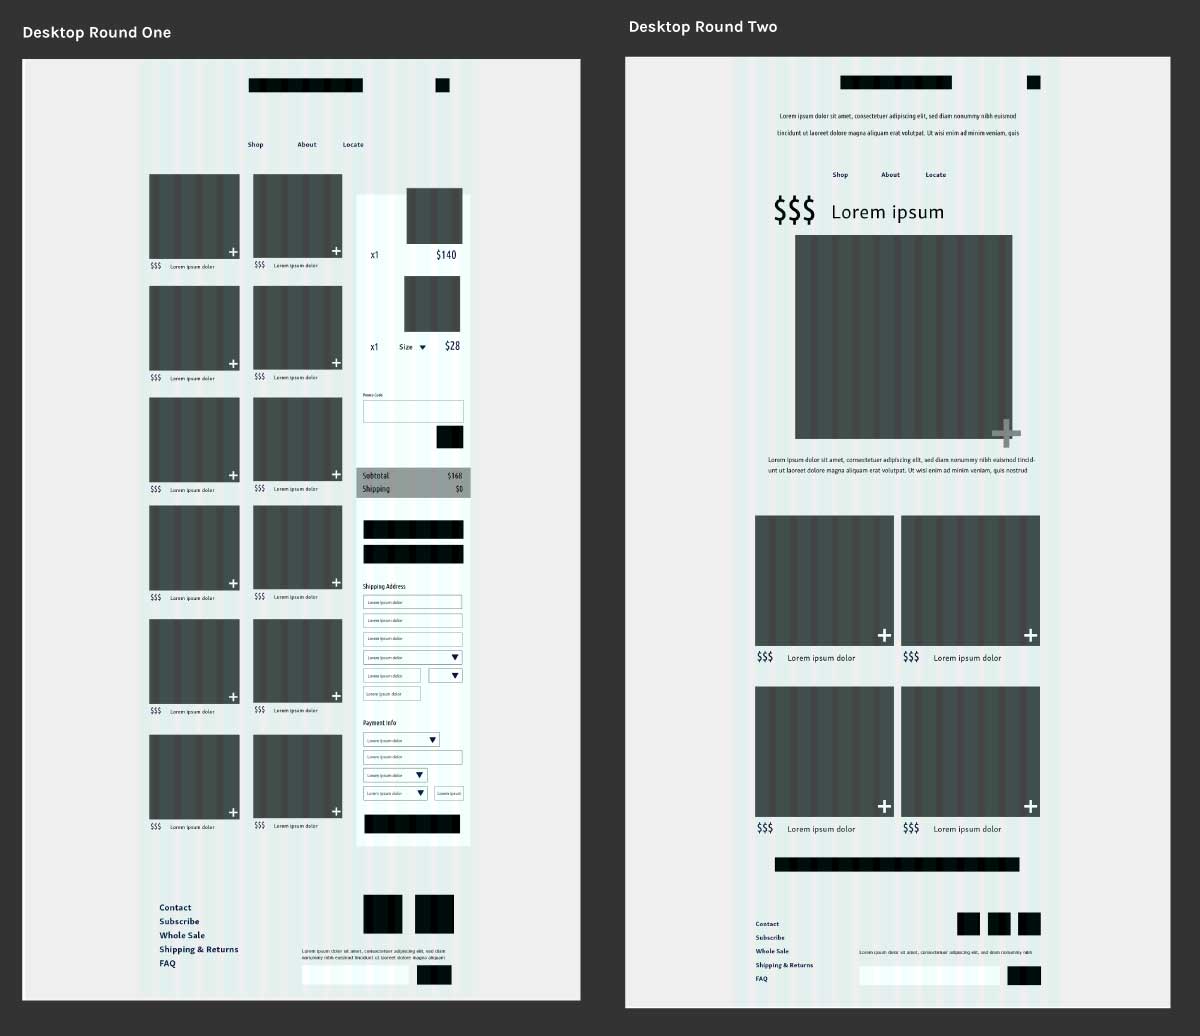 Desktop Round One
Shop About Locate
$$$ Lorem ipsum dolor $$$ Lorem ipsum dolor
$$$ Lorem ipsum dolor $$$ Lorem ipsum dolor
$$$ Lorem ipsum dolor $$$ Lorem ipsum dolor
$$$ Lorem ipsum dolor $$$ Lorem ipsum dolor
$$$ Lorem ipsum dolor $$$ Lorem ipsum dolor
$$$ Lorem ipsum dolor $$$ Lorem ipsum dolor
x1 $140
x1 Size $28
Promo Code
Subtotal $168
Shipping $0
Shipping Address
Lorem ipsum dolor
Lorem ipsum dolor
Lorem ipsum dolor
Lorem ipsum dolor
Lorem ipsum dolor
Lorem ipsum dolor
Payment Info
Lorem ipsum dolor
Lorem ipsum dolor
Lorem ipsum dolor
Lorem ipsum dolor Lorem ipsum
Contact
Subscribe
Whole Sale
Shipping & Returns
FAQ
Lorem ipsum dolor sit amet, consectetuer adipiscing elit, sed diam
nonummy nibh euismod tincidunt ut laoreet dolore magna aliquam
Desktop Round Two
Lorem ipsum dolor sit amet, consectetuer adipiscing elit, sed diam nonummy nibh euismod
tincidunt ut laoreet dolore magna aliquam erat volutpat. Ut wisi enim ad minim veniam, quis
Shop About Locate
$$$ Lorem ipsum
Lorem ipsum dolor sit amet, consectetuer adipiscing elit, sed diam nonummy nibh euismod tincid-
unt ut laoreet dolore magna aliquam erat volutpat. Ut wisi enim ad minim veniam, quis nostrud
$$$ Lorem ipsum dolor $$$ Lorem ipsum dolor
$$$ Lorem ipsum dolor $$$ Lorem ipsum dolor
Contact
Subscribe
Whole Sale
Shipping & Returns
FAQ
Lorem ipsum dolor sit amet, consectetuer adipiscing elit, sed diam nonummy nibh